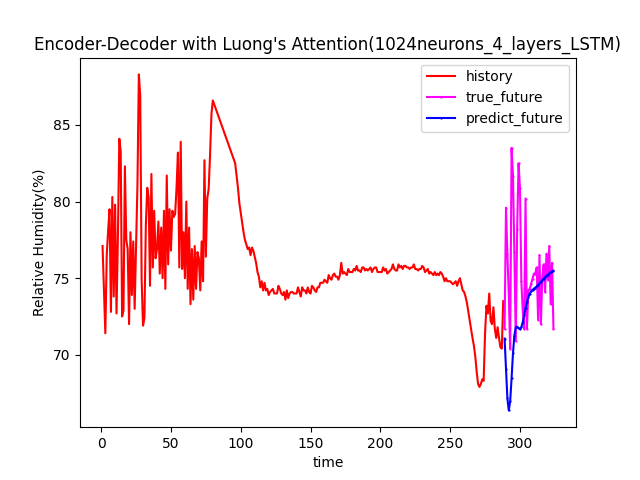 Encoder-Decoder with Luong's Attention(1024neurons_4_layers_LSTM)
history
true_future
predict_future
Relative Humidity(%)
85
80
75
70
0 50 100 150 200 250 300
time